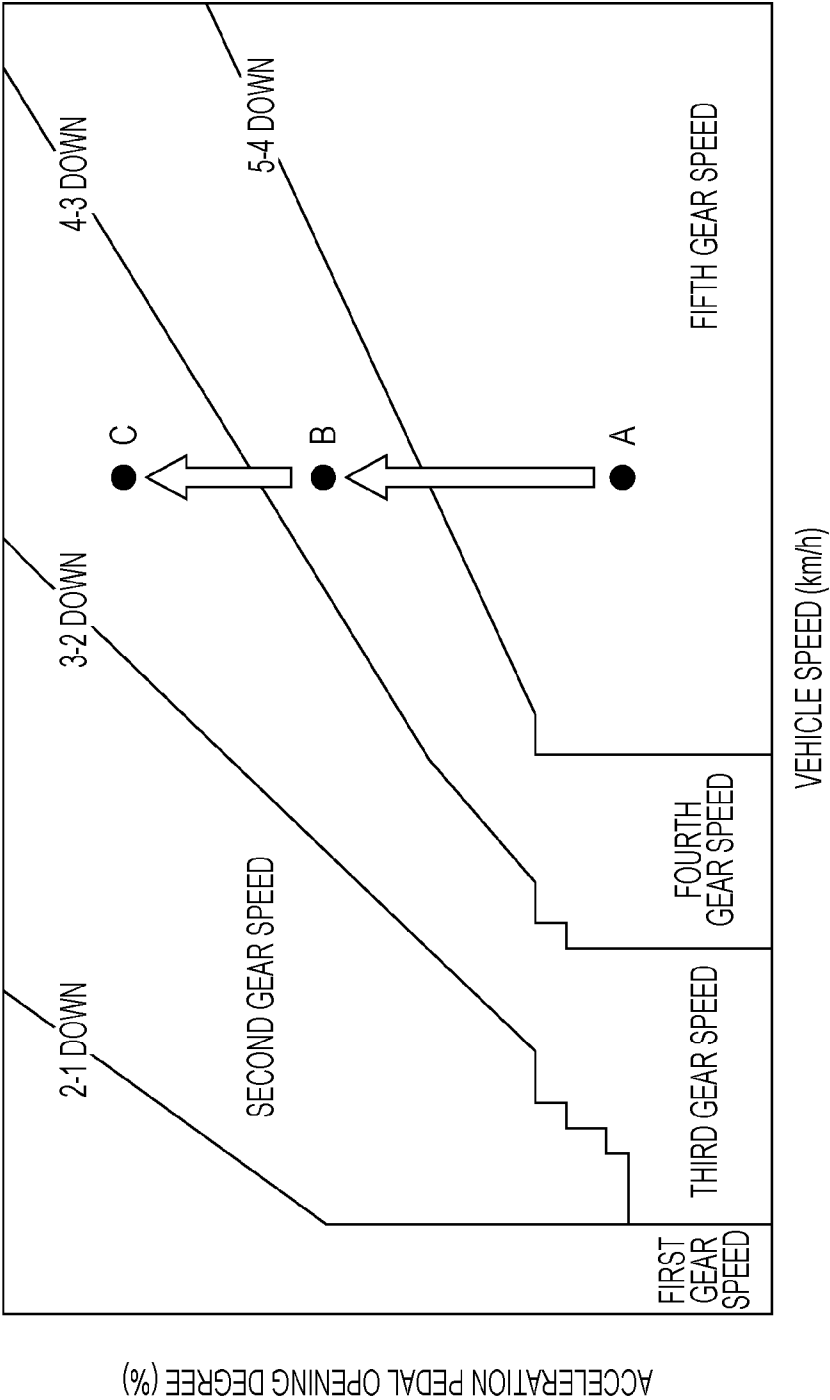 ACCELERATION PEDAL OPENING DEGREE (%)
2-1 DOWN
3-2 DOWN
4-3 DOWN
5-4 DOWN
SECOND GEAR SPEED
C
B
A
FIRST
GEAR
SPEED
THIRD GEAR SPEED
FOURTH
GEAR SPEED
FIFTH GEAR SPEED
VEHICLE SPEED (km/h)